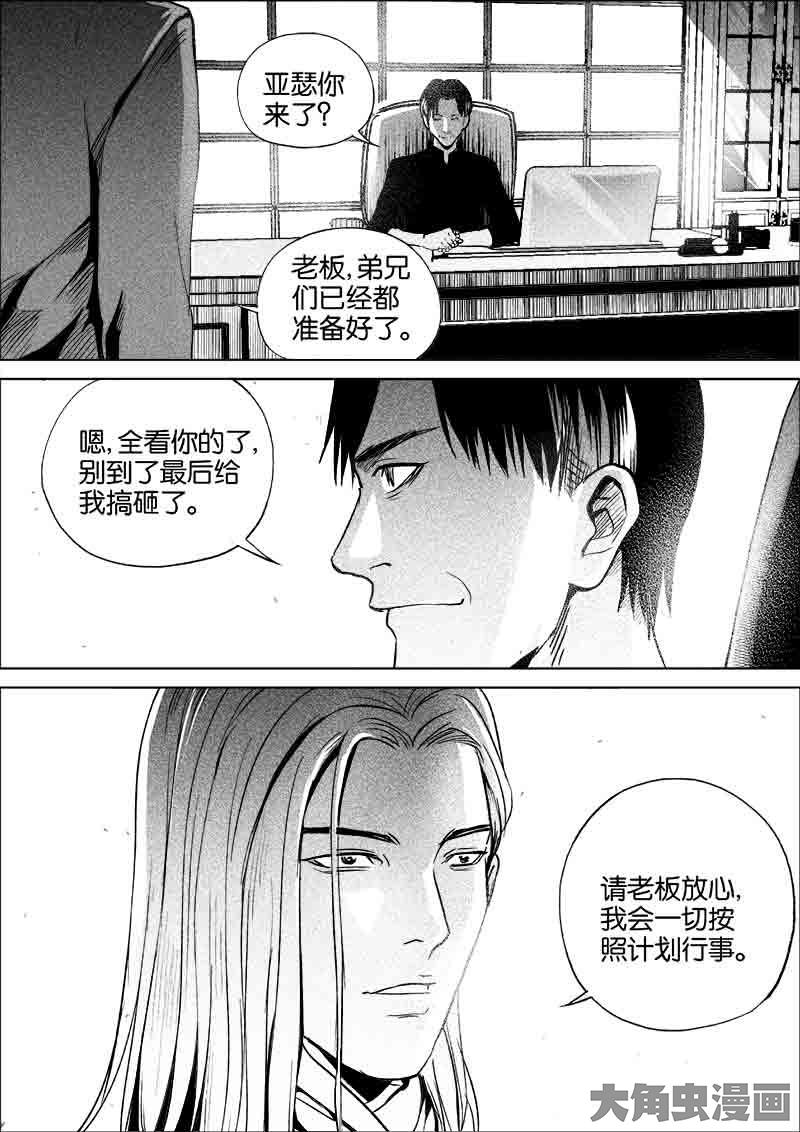 亚瑟你
来了?
老板,弟兄
们已经都
准备好了。
嗯,全看你的了,
别到了最后给
我搞砸了。
请老板放心,
我会一切按
照计划行事。
大角虫漫画